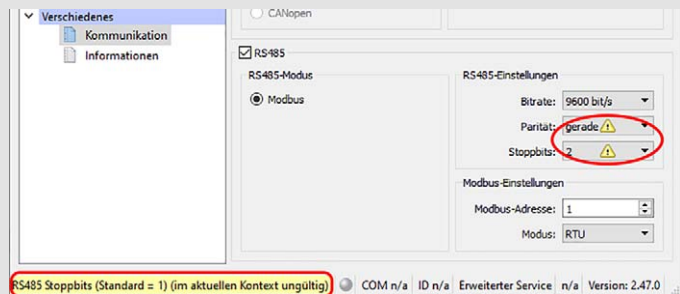 Verschiedenes
Kommunikation
Informationen
CANopen
RS485
RS485-Modus
Modbus
RS485-Einstellungen
Bitrate: 9600 bit/s
Parität: gerade
Stoppbits: 2
Modbus-Einstellungen
Modbus-Adresse: 1
Modus: RTU
RS485 Stoppbits (Standard = 1) (im aktuellen Kontext ungültig) COM n/a ID n/a Erweiterter Service n/a Version: 2.47.0